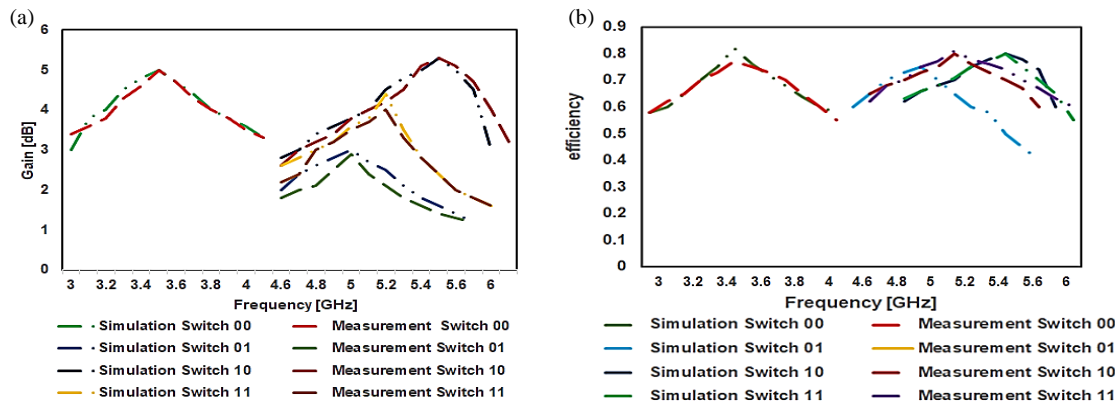 (a)
6
5
4
3
2
1
0
Gain [dB]
3 3.2 3.4 3.6 3.8 4 4.6 4.8 5 5.2 5.4 5.6 6
Frequency [GHz]
Simulation Switch 00
Measurement Switch 00
Simulation Switch 01
Measurement Switch 01
Simulation Switch 10
Measurement Switch 10
Simulation Switch 11
Measurement Switch 11
(b)
0.9
0.8
0.7
0.6
0.5
0.4
0.3
0.2
0.1
0
efficiency
3 3.2 3.4 3.6 3.8 4 4.6 4.8 5 5.2 5.4 5.6 6
Frequency [GHz]
Simulation Switch 00
Measurement Switch 00
Simulation Switch 01
Measurement Switch 01
Simulation Switch 10
Measurement Switch 10
Simulation Switch 11
Measurement Switch 11